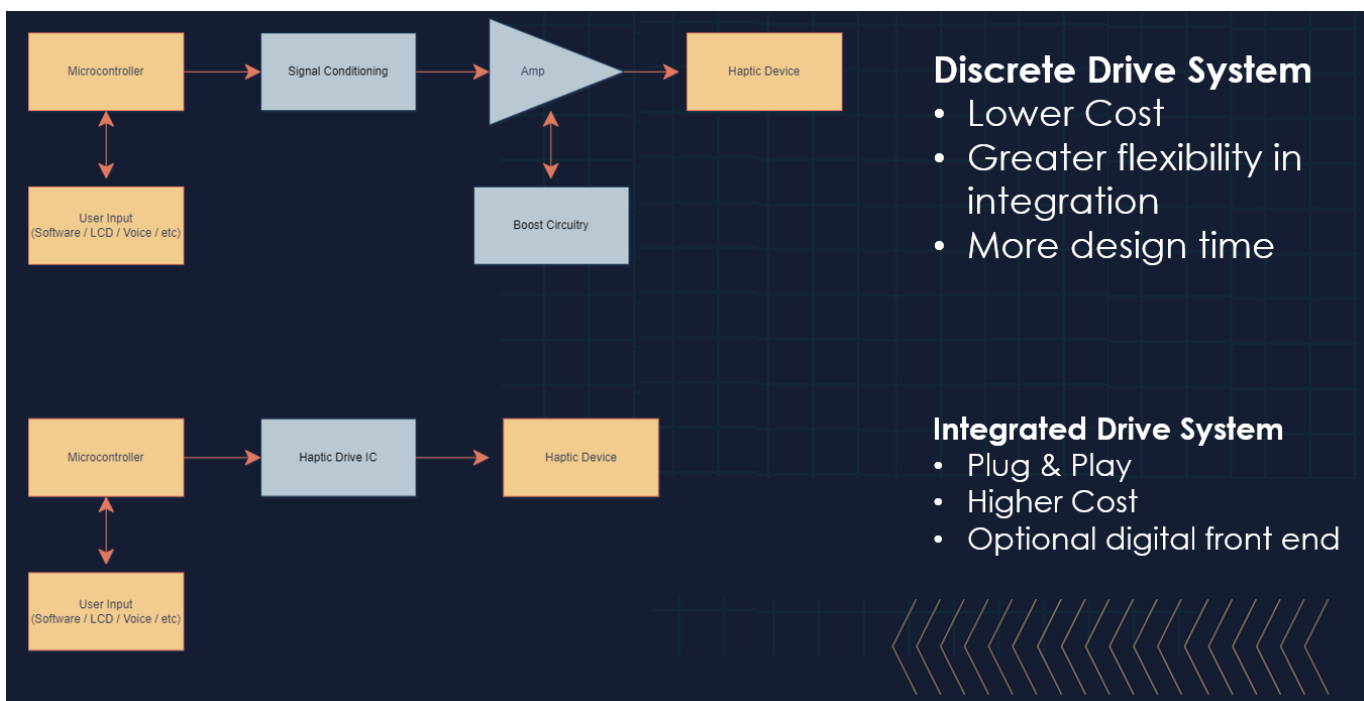 Microcontroller
Signal Conditioning
Amp
Haptic Device
User Input
(Software / LCD / Voice / etc)
Boost Circuitry
Discrete Drive System
• Lower Cost
• Greater flexibility in
integration
• More design time
Microcontroller
Haptic Drive IC
Haptic Device
User Input
(Software / LCD / Voice / etc)
Integrated Drive System
• Plug & Play
• Higher Cost
• Optional digital front end